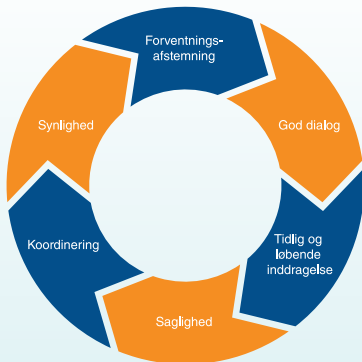 Forventnings-
afstemning
God dialog
Tidlig og
løbende
inddragelse
Saglighed
Koordinering
Synlighed